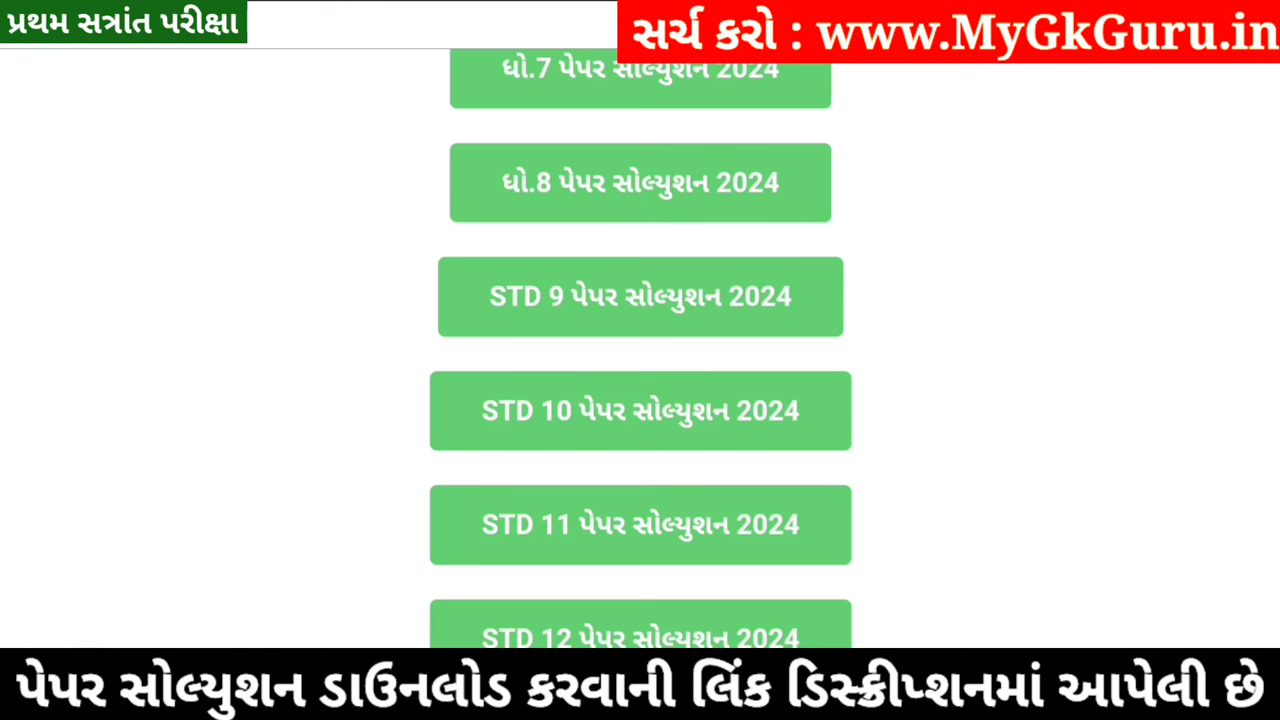 પ્રથમ સત્રાંત પરીક્ષા
સર્ચ કરો : www.MyGkGuru.in
ધો.7 પેપર સોલ્યુશન 2024
ધો.8 પેપર સોલ્યુશન 2024
STD 9 પેપર સોલ્યુશન 2024
STD 10 પેપર સોલ્યુશન 2024
STD 11 પેપર સોલ્યુશન 2024
STD 12 પેપર સોલ્યુશન 2024
પેપર સોલ્યુશન ડાઉનલોડ કરવાની લિંક ડિસ્ક્રીપ્શનમાં આપેલી છે